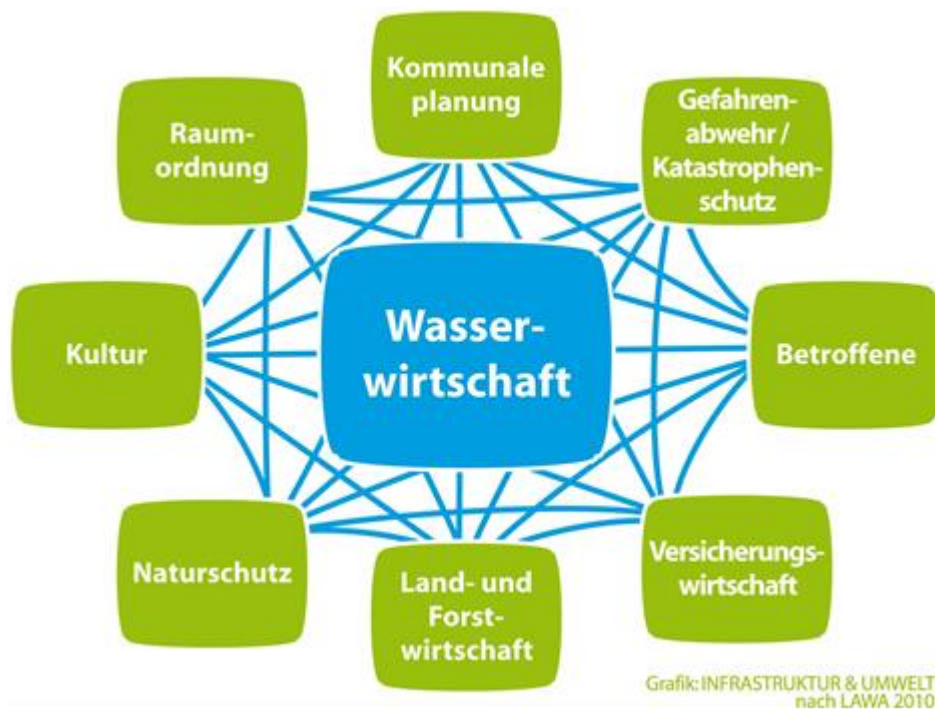 Kommunale
planung
Gefahren-
abwehr /
Katastrophen-
schutz
Raum-
ordnung
Wasser-
wirtschaft
Kultur
Betroffene
Naturschutz
Land- und
Forst-
wirtschaft
Versicherungs-
wirtschaft
Grafik: INFRASTRUKTUR & UMWELT
nach LAWA 2010